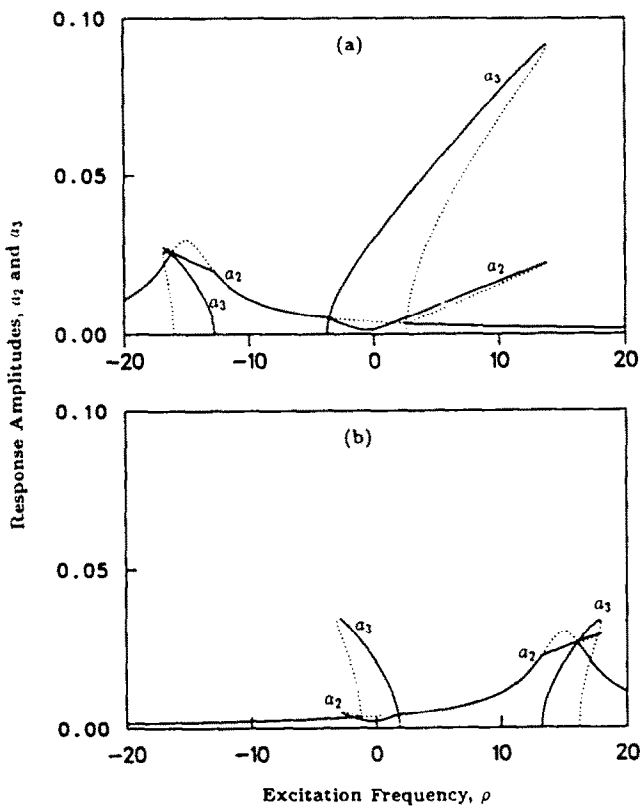 0.10
(a)
a₃
0.05
a₂
a₂
a₃
0.00
−20
−10
0
10
20
Response Amplitudes, a₂ and a₃
0.10
(b)
0.05
a₃
a₃
a₂
a₂
0.00
−20
−10
0
10
20
Excitation Frequency, ρ